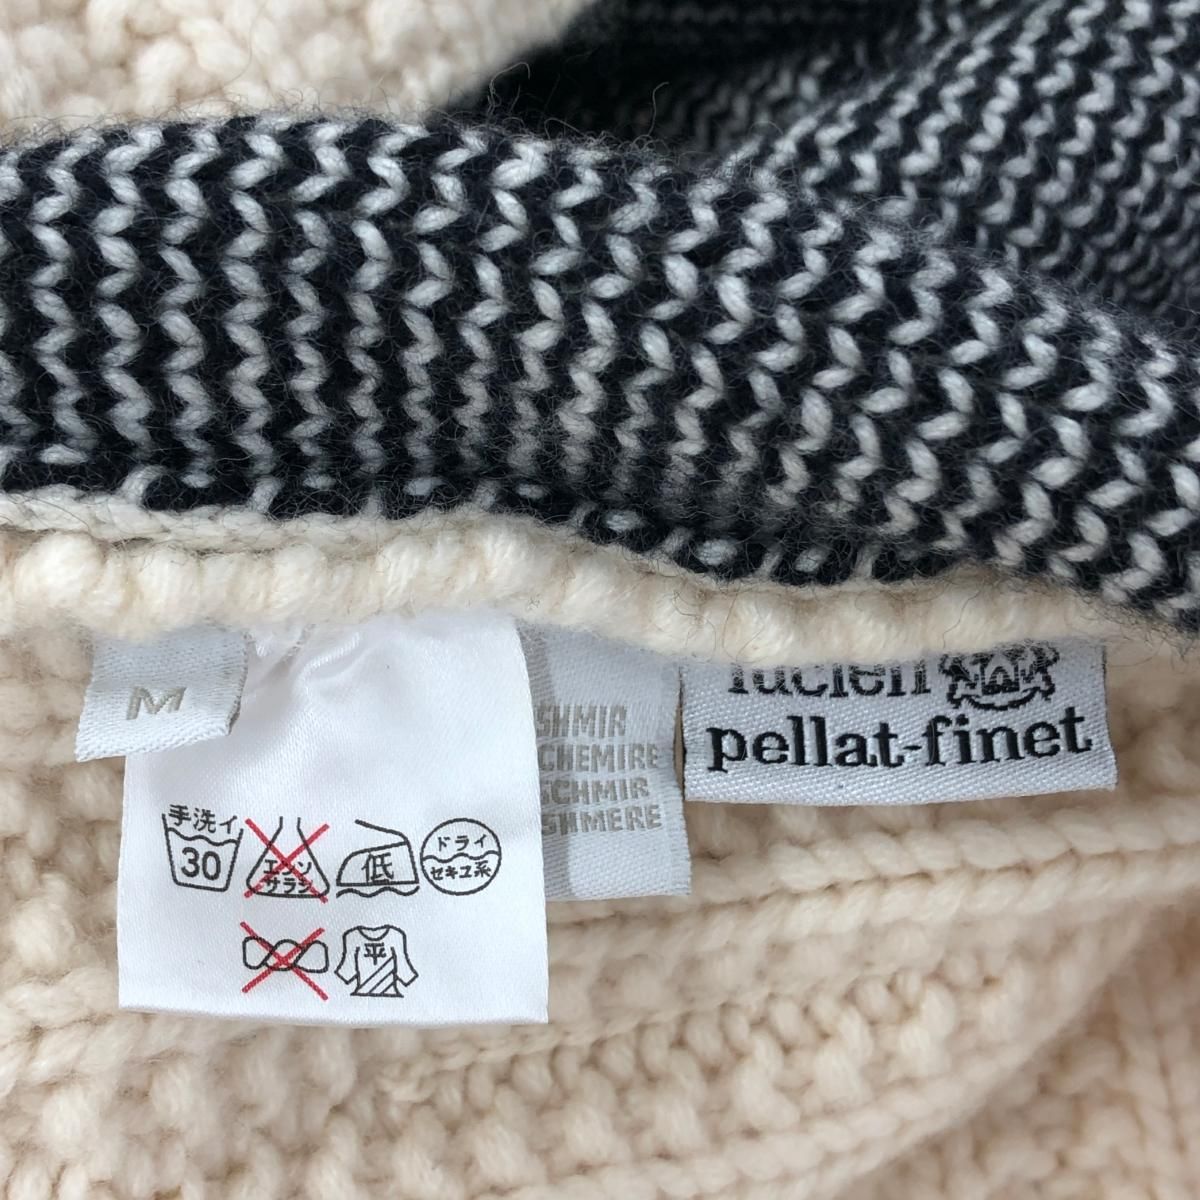 M
手洗イ
30
エンソ
サラシ
低
ドライ
セキユ系
平
SHMIR
CHEMIRE
SCHMIR
SHMERE
lucien
pellat-finet